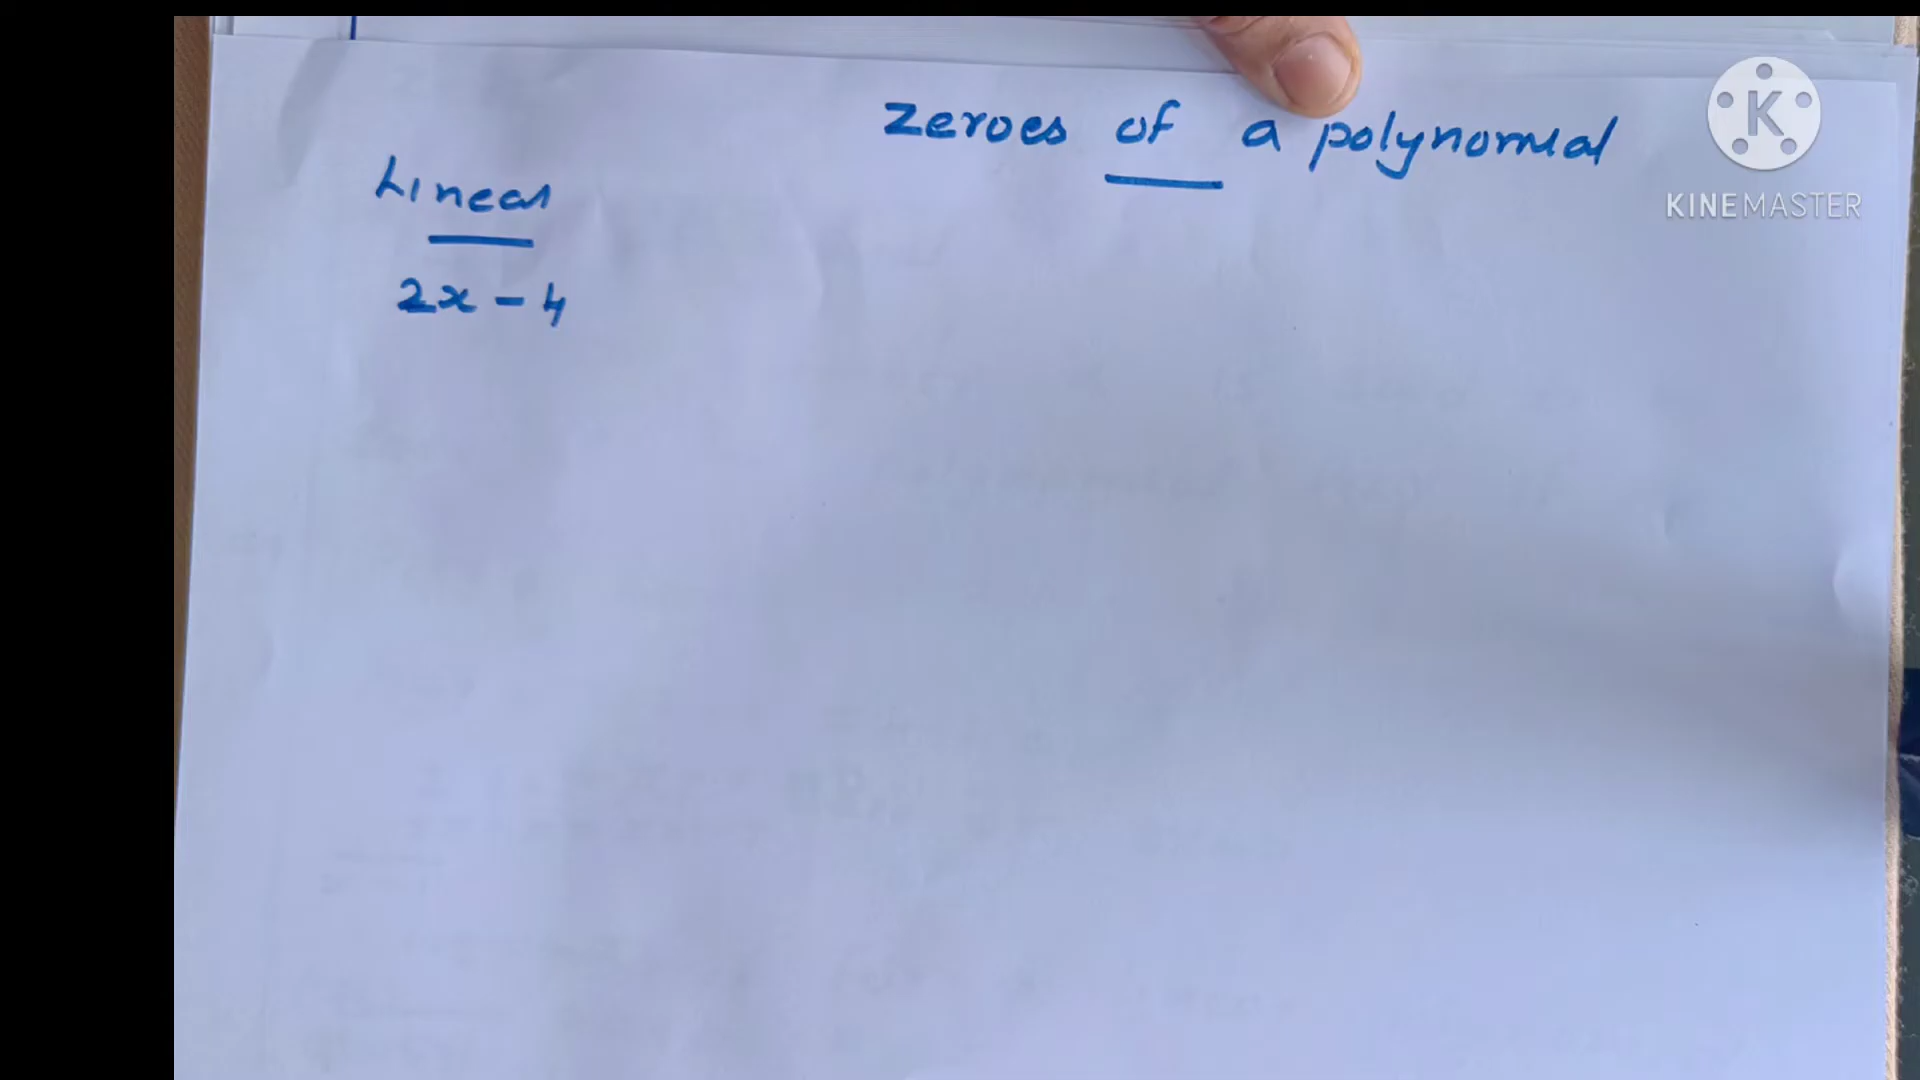 Zeroes of a polynomial
Linear
2x - 4
K
KINEMASTER